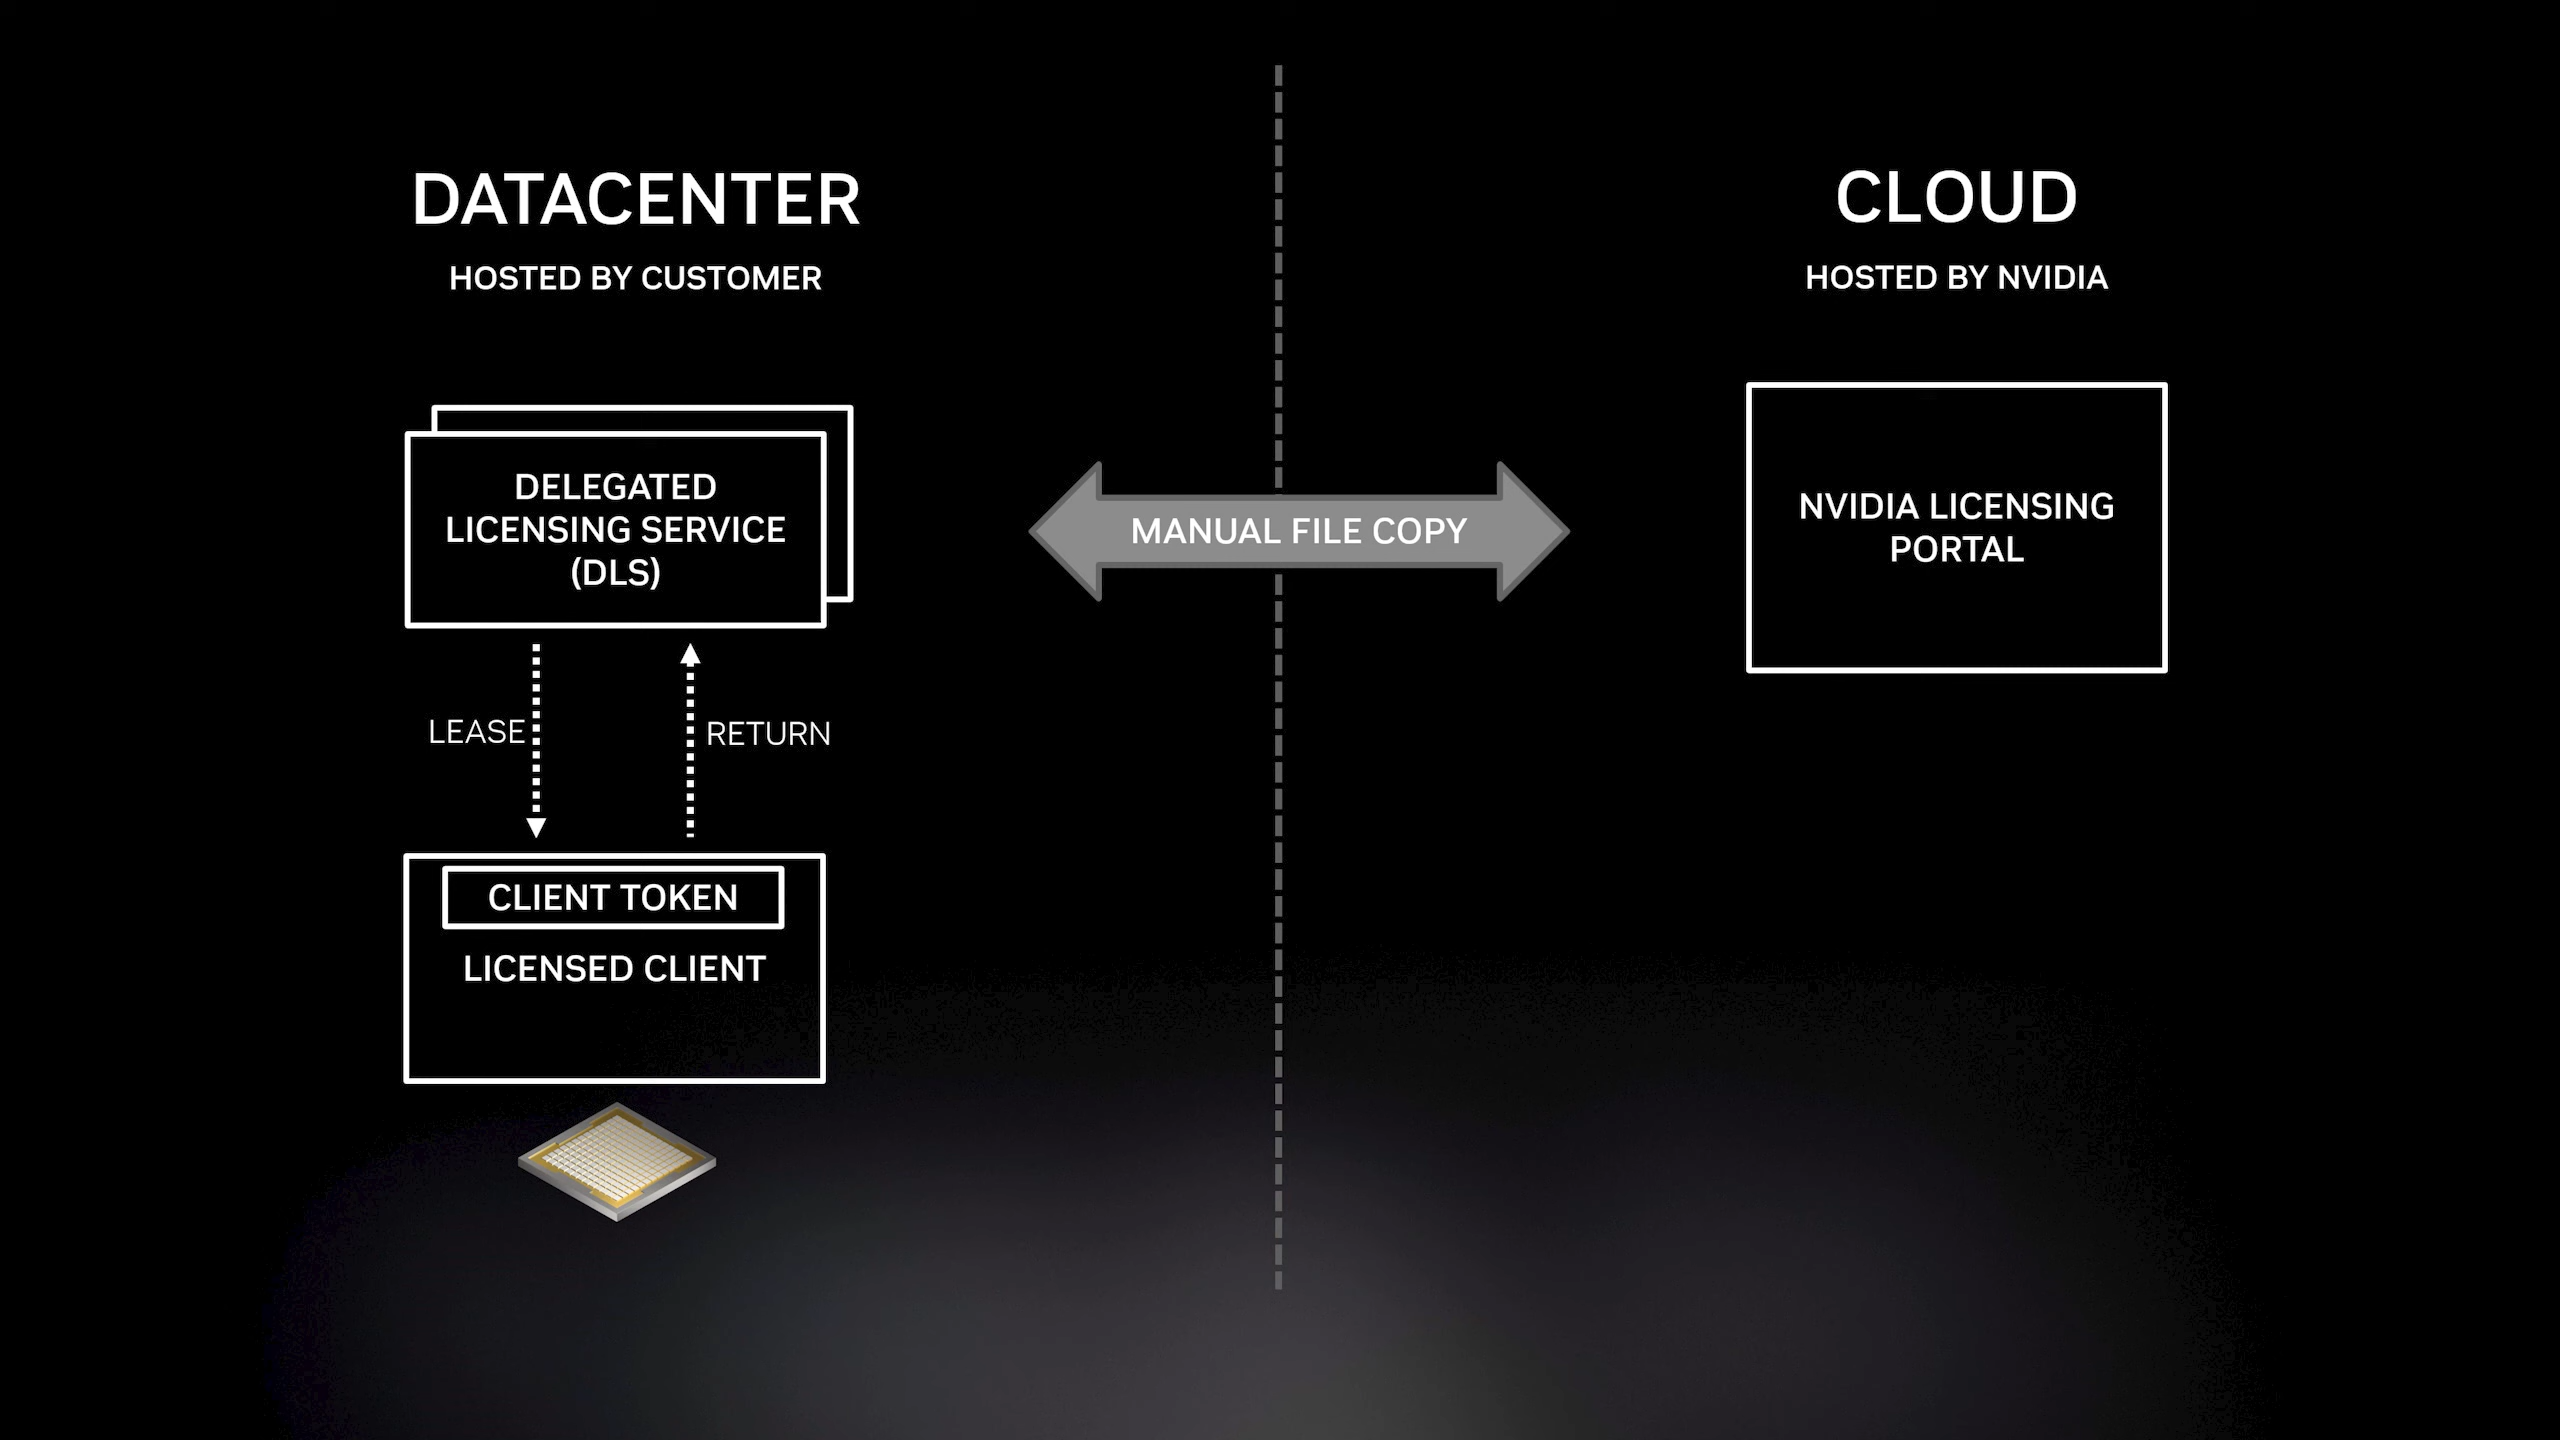 DATACENTER
HOSTED BY CUSTOMER
DELEGATED
LICENSING SERVICE
(DLS)
LEASE
RETURN
CLIENT TOKEN
LICENSED CLIENT
MANUAL FILE COPY
CLOUD
HOSTED BY NVIDIA
NVIDIA LICENSING
PORTAL